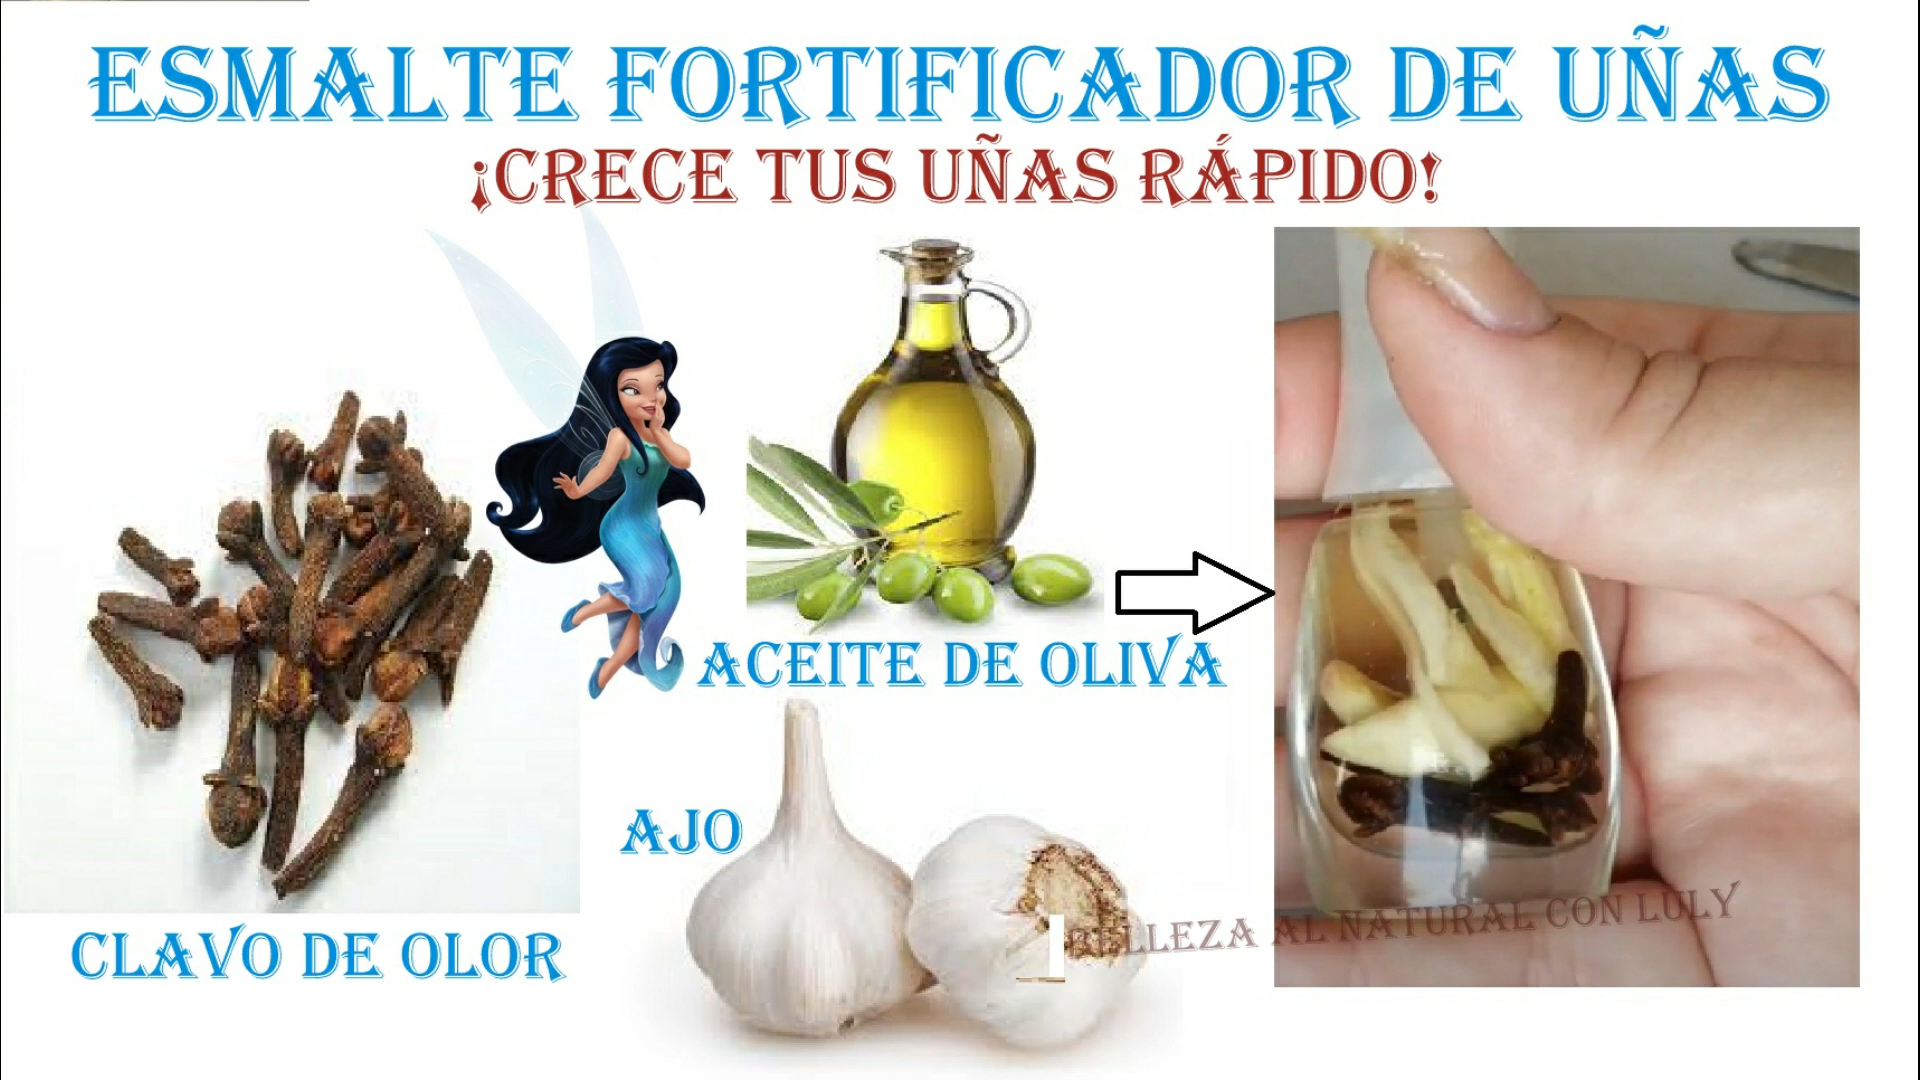 ESMALTE FORTIFICADOR DE UÑAS
¡CRECE TUS UÑAS RÁPIDO!
ACEITE DE OLIVA
AJO
BELLEZA AL NATURAL CON LULY
CLAVO DE OLOR